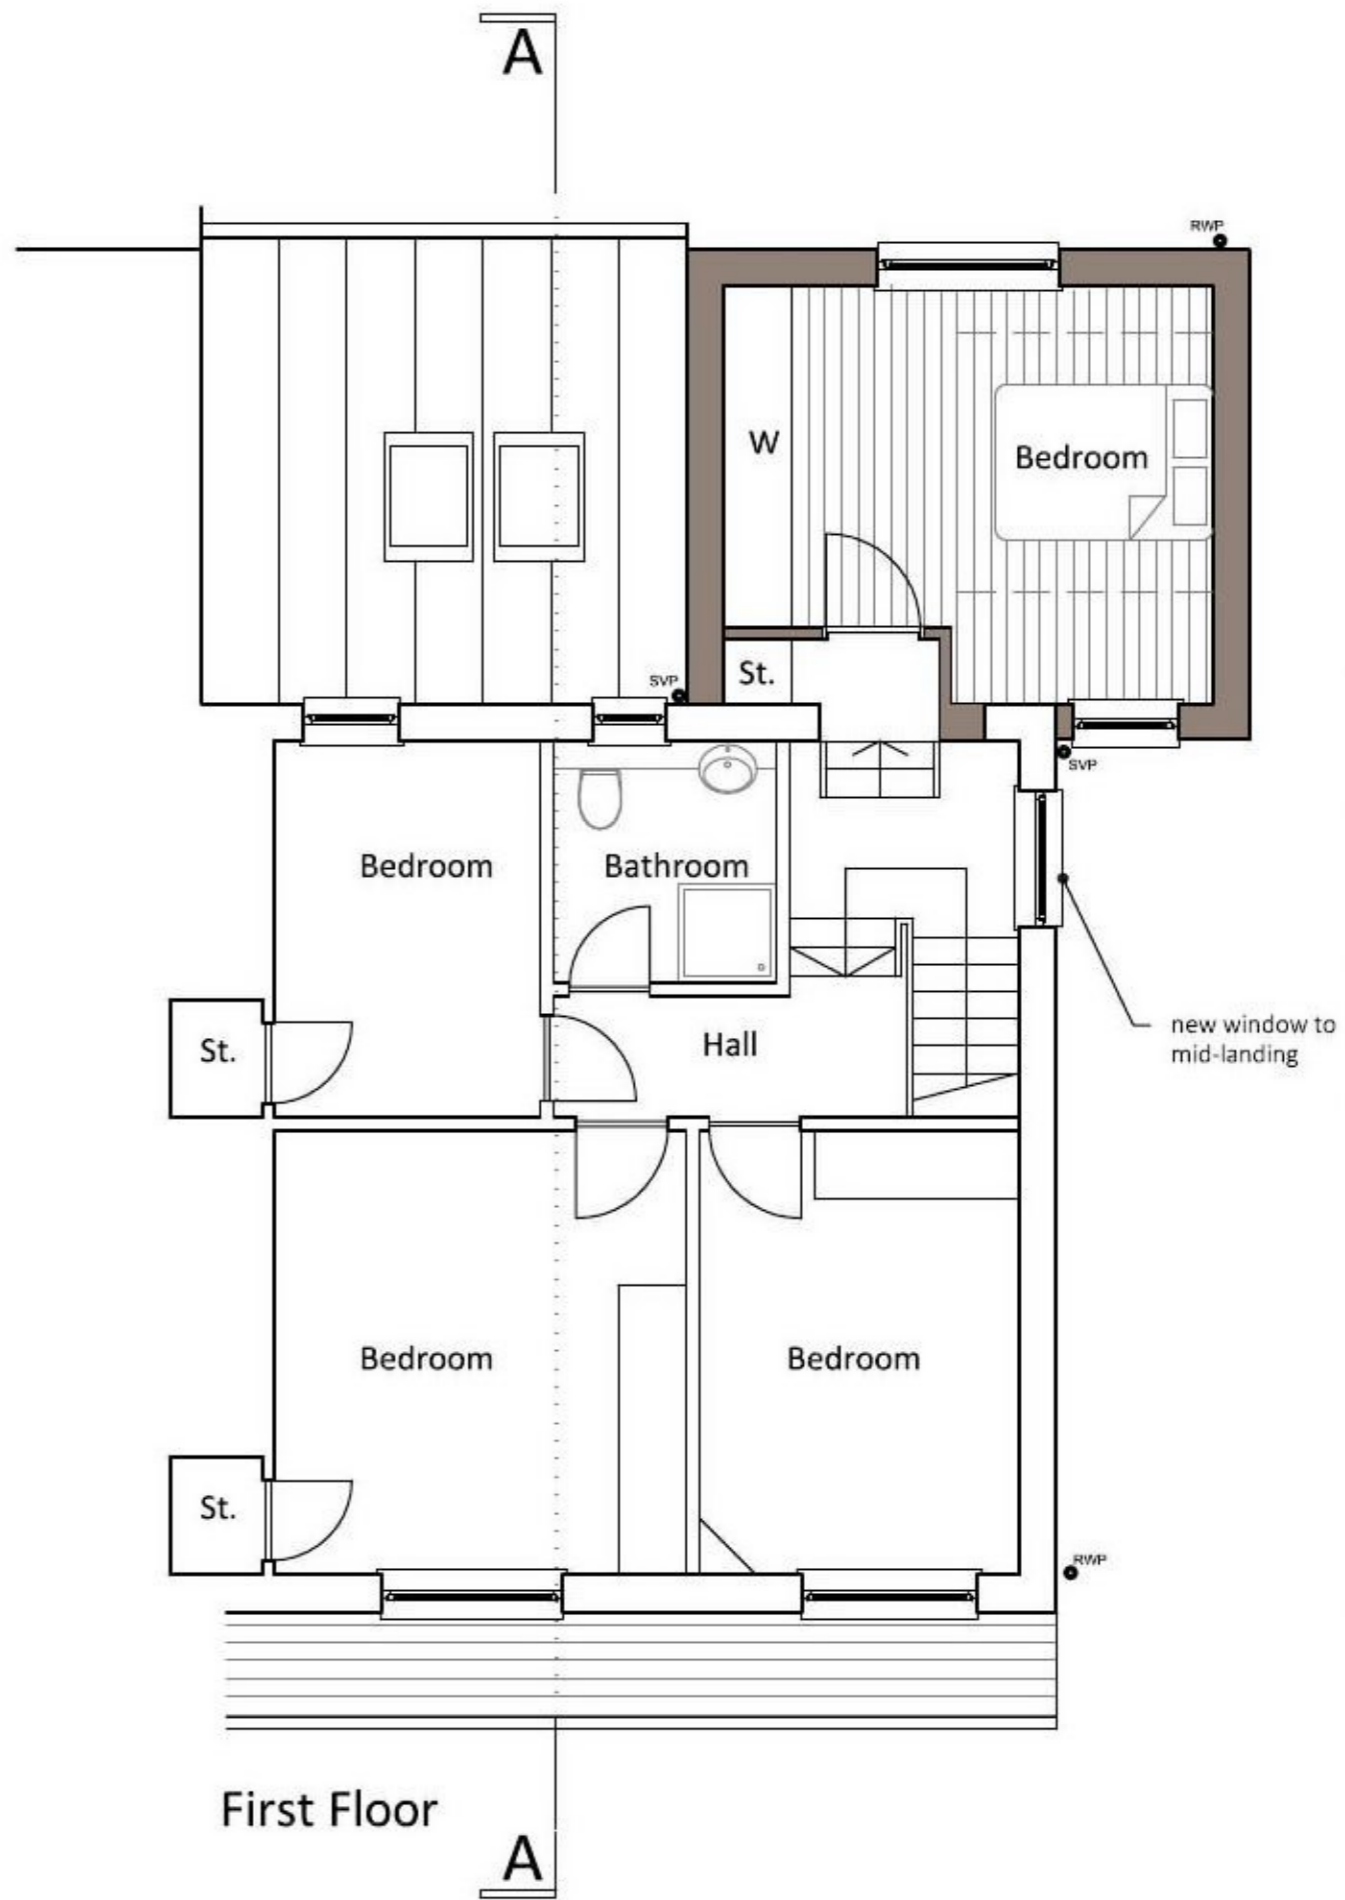 A
RWP
W
Bedroom
St.
SVP
SVP
Bedroom
Bathroom
new window to
mid-landing
St.
Hall
Bedroom
Bedroom
St.
RWP
First Floor
A